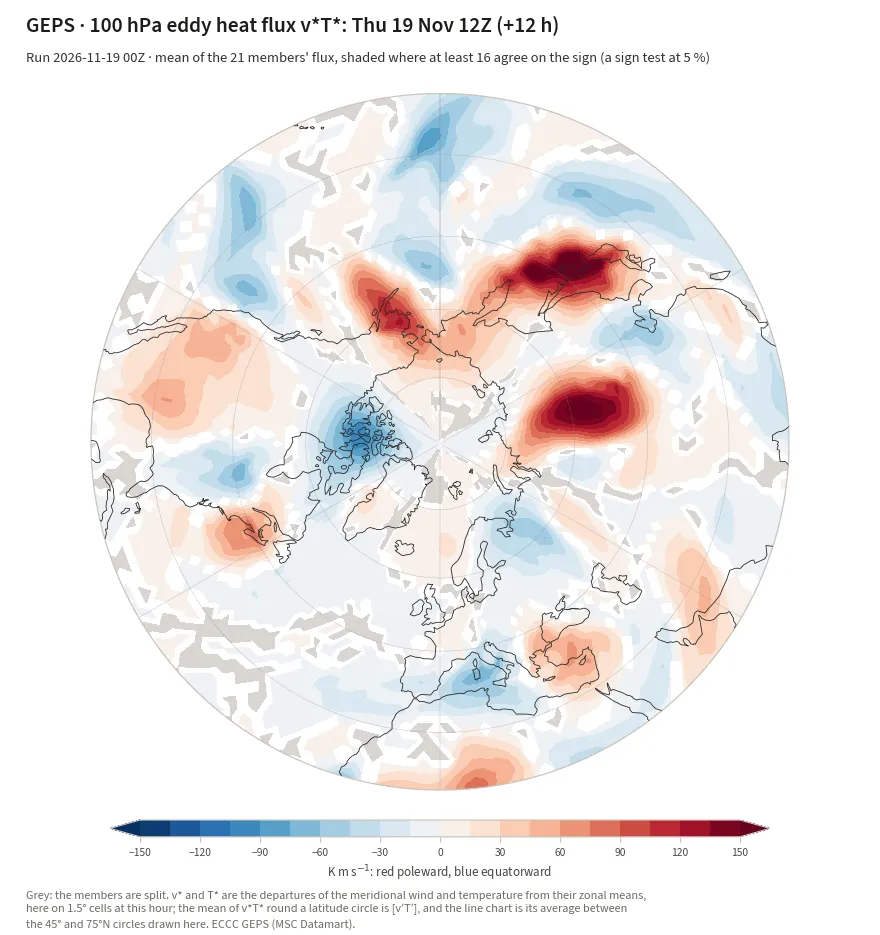 GEPS · 100 hPa eddy heat flux v*T*: Thu 19 Nov 12Z (+12 h)
Run 2026-11-19 00Z · mean of the 21 members' flux, shaded where at least 16 agree on the sign (a sign test at 5 %)
−150 −120 −90 −60 −30 0 30 60 90 120 150
K m s⁻¹: red poleward, blue equatorward
Grey: the members are split. v* and T* are the departures of the meridional wind and temperature from their zonal means,
here on 1.5° cells at this hour; the mean of v*T* round a latitude circle is [v'T'], and the line chart is its average between
the 45° and 75°N circles drawn here. ECCC GEPS (MSC Datamart).